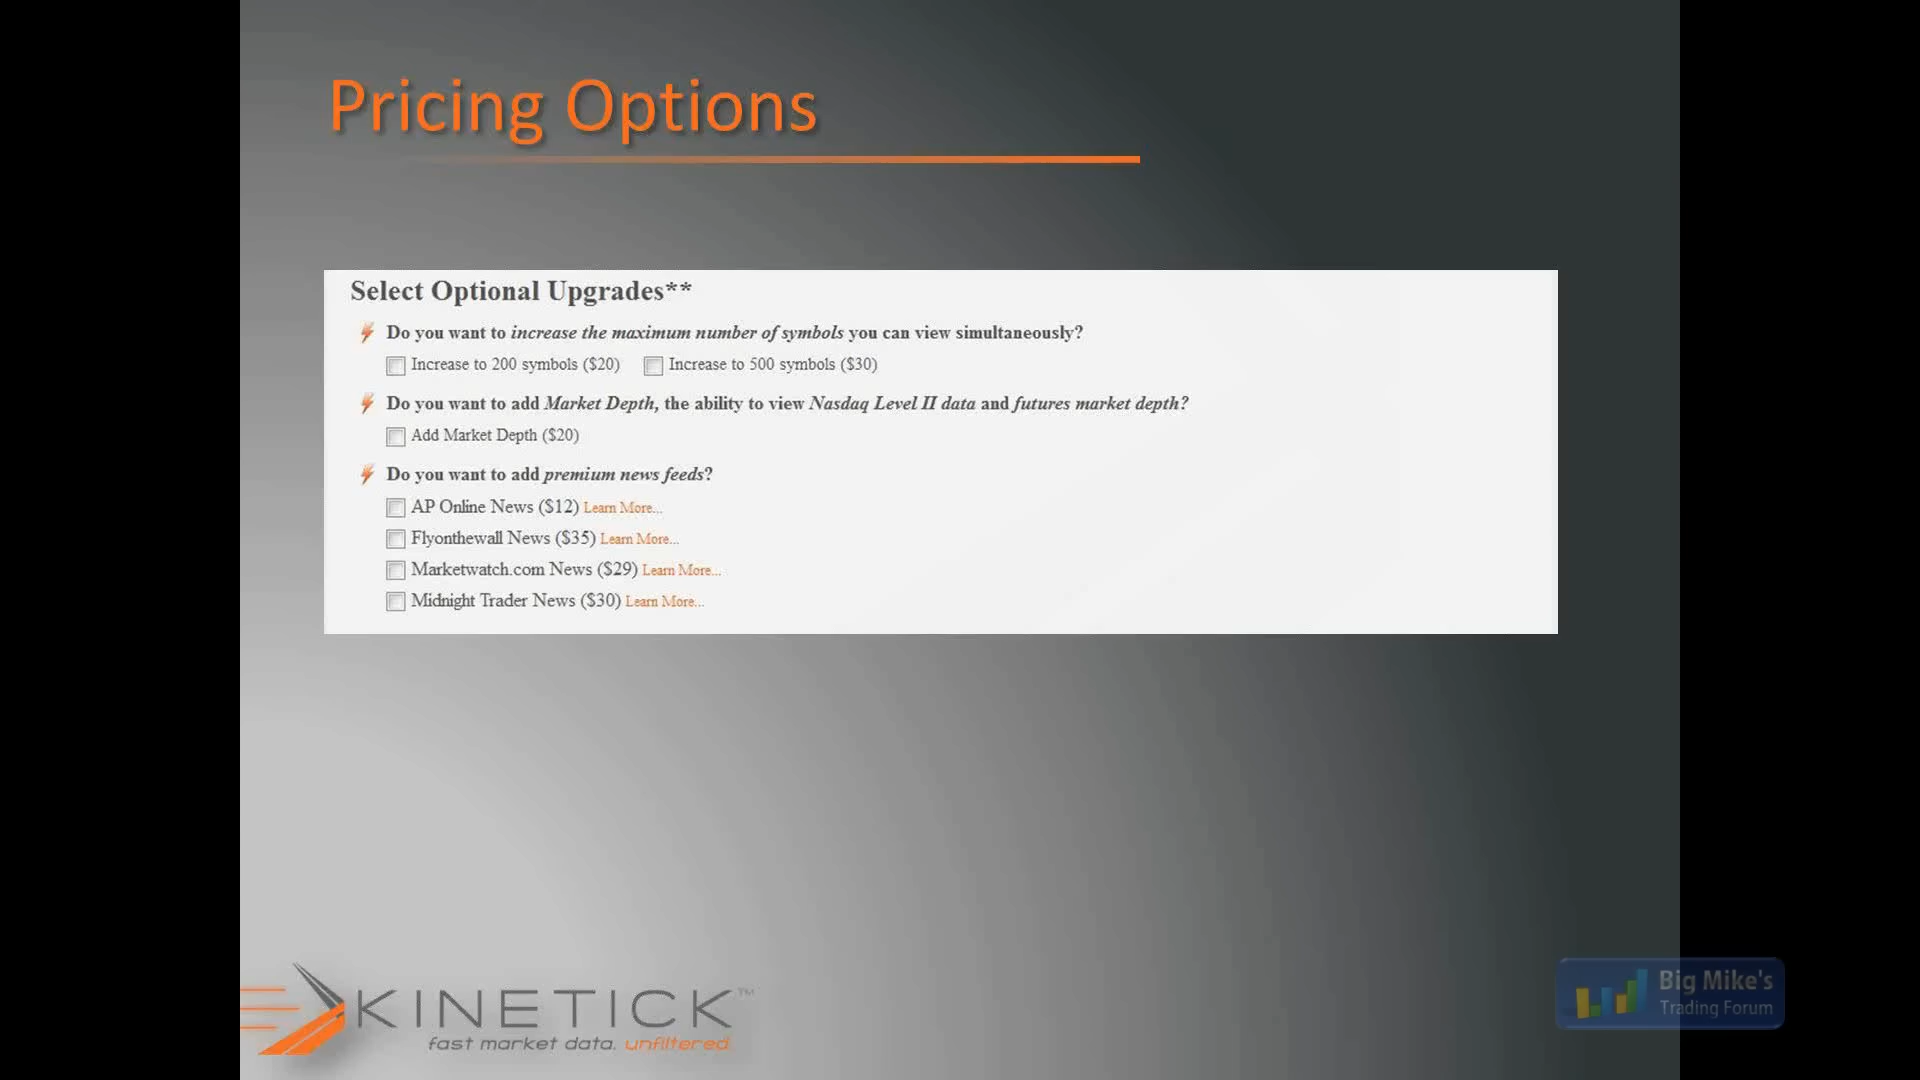 Pricing Options
Select Optional Upgrades**
Do you want to increase the maximum number of symbols you can view simultaneously?
Increase to 200 symbols ($20) Increase to 500 symbols ($30)
Do you want to add Market Depth, the ability to view Nasdaq Level II data and futures market depth?
Add Market Depth ($20)
Do you want to add premium news feeds?
AP Online News ($12) Learn More...
Flyonthewall News ($35) Learn More...
Marketwatch.com News ($29) Learn More...
Midnight Trader News ($30) Learn More...
KINETICK™
fast market data. unfiltered.
Big Mike's
Trading Forum